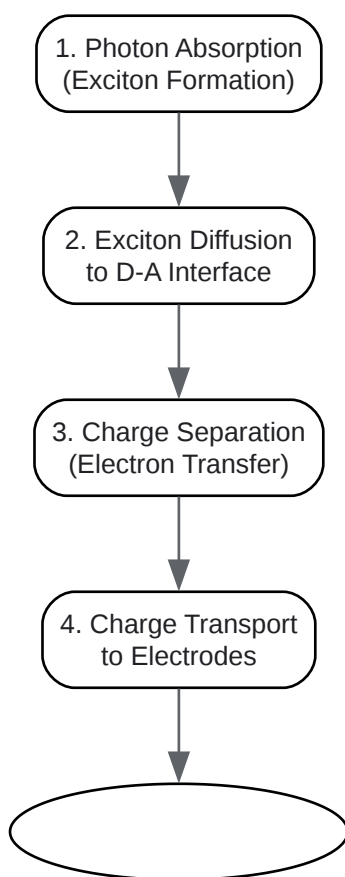 1. Photon Absorption
(Exciton Formation)
2. Exciton Diffusion
to D-A Interface
3. Charge Separation
(Electron Transfer)
4. Charge Transport
to Electrodes